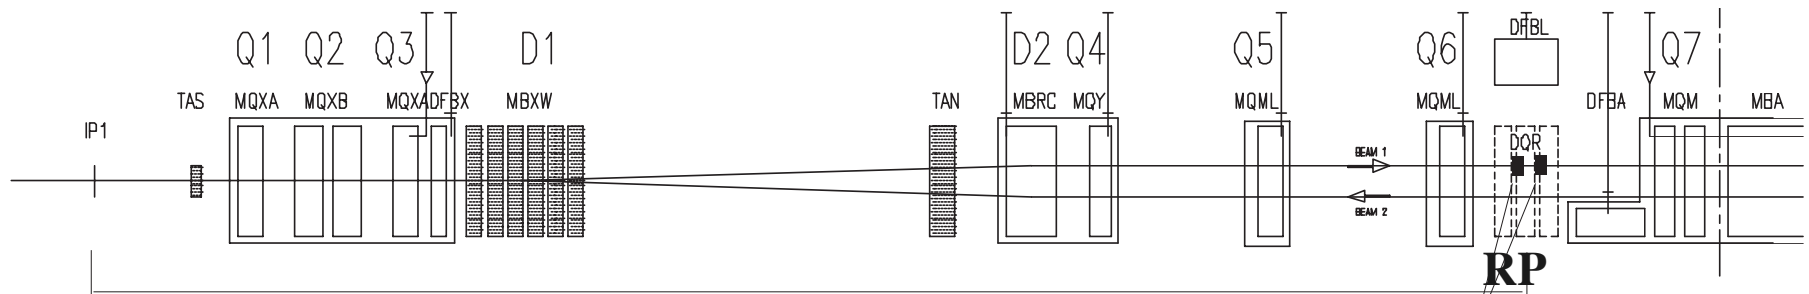 Q1 Q2 Q3 D1 D2 Q4 Q5 Q6 DFBL Q7
TAS MQXA MQXB MQXA DFBX MBXW TAN MBRC MQY MQML MQML DFBA MQM MBA
IP1
DQR
BEAM 1
BEAM 2
RP